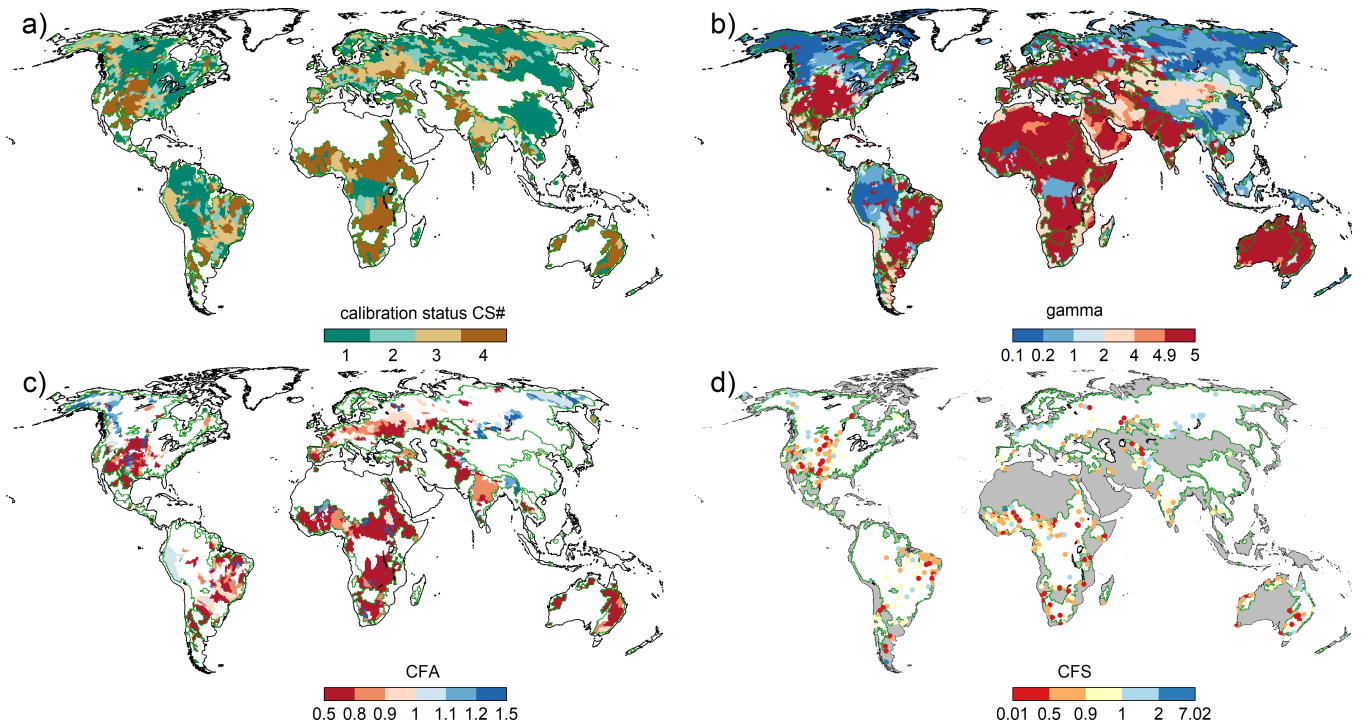 a)
b)
calibration status CS#
1 2 3 4
gamma
0.1 0.2 1 2 4 4.9 5
c)
d)
CFA
0.5 0.8 0.9 1 1.1 1.2 1.5
CFS
0.01 0.5 0.9 1 2 7.02